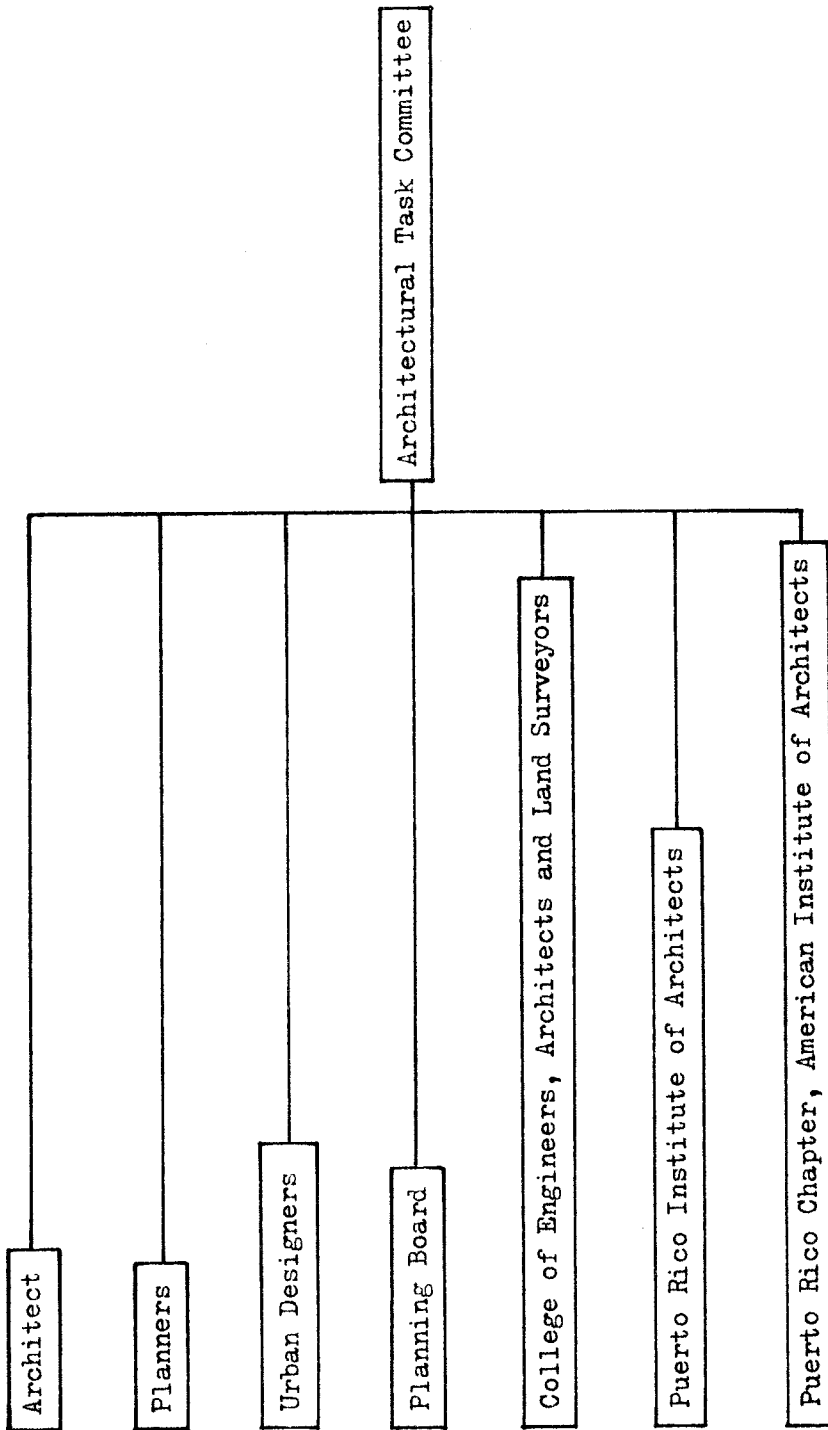 Architect
Planners
Urban Designers
Planning Board
College of Engineers, Architects and Land Surveyors
Puerto Rico Institute of Architects
Puerto Rico Chapter, American Institute of Architects
Architectural Task Committee